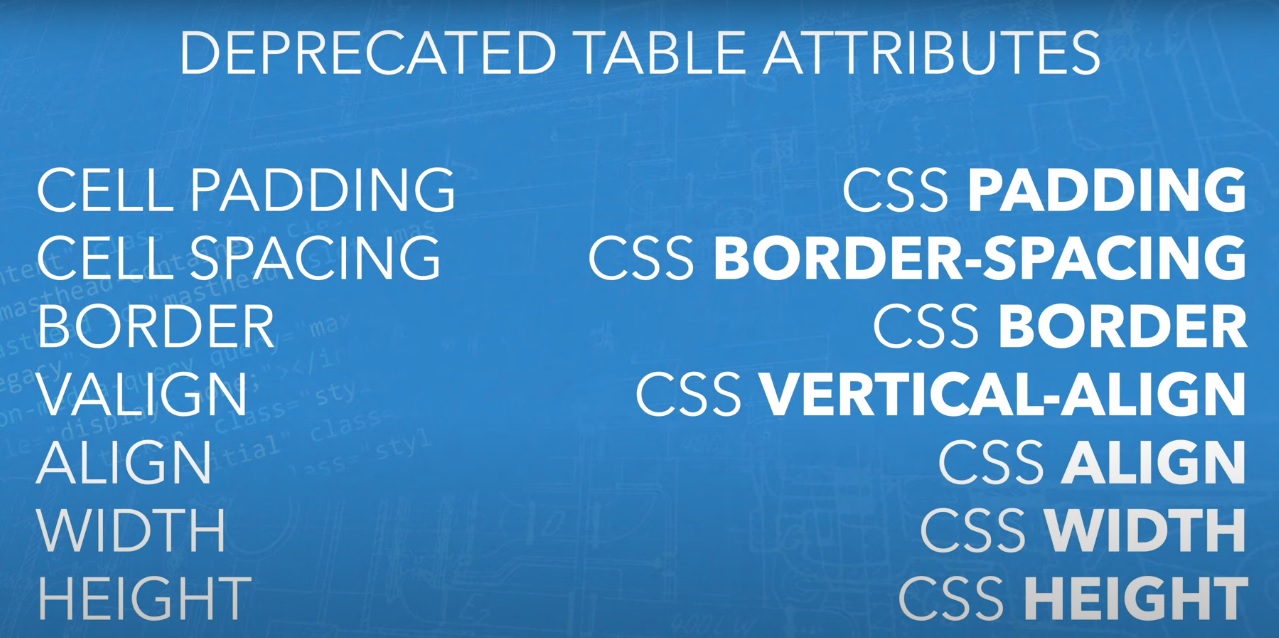 DEPRECATED TABLE ATTRIBUTES
CELL PADDING CSS PADDING
CELL SPACING CSS BORDER-SPACING
BORDER CSS BORDER
VALIGN CSS VERTICAL-ALIGN
ALIGN CSS ALIGN
WIDTH CSS WIDTH
HEIGHT CSS HEIGHT